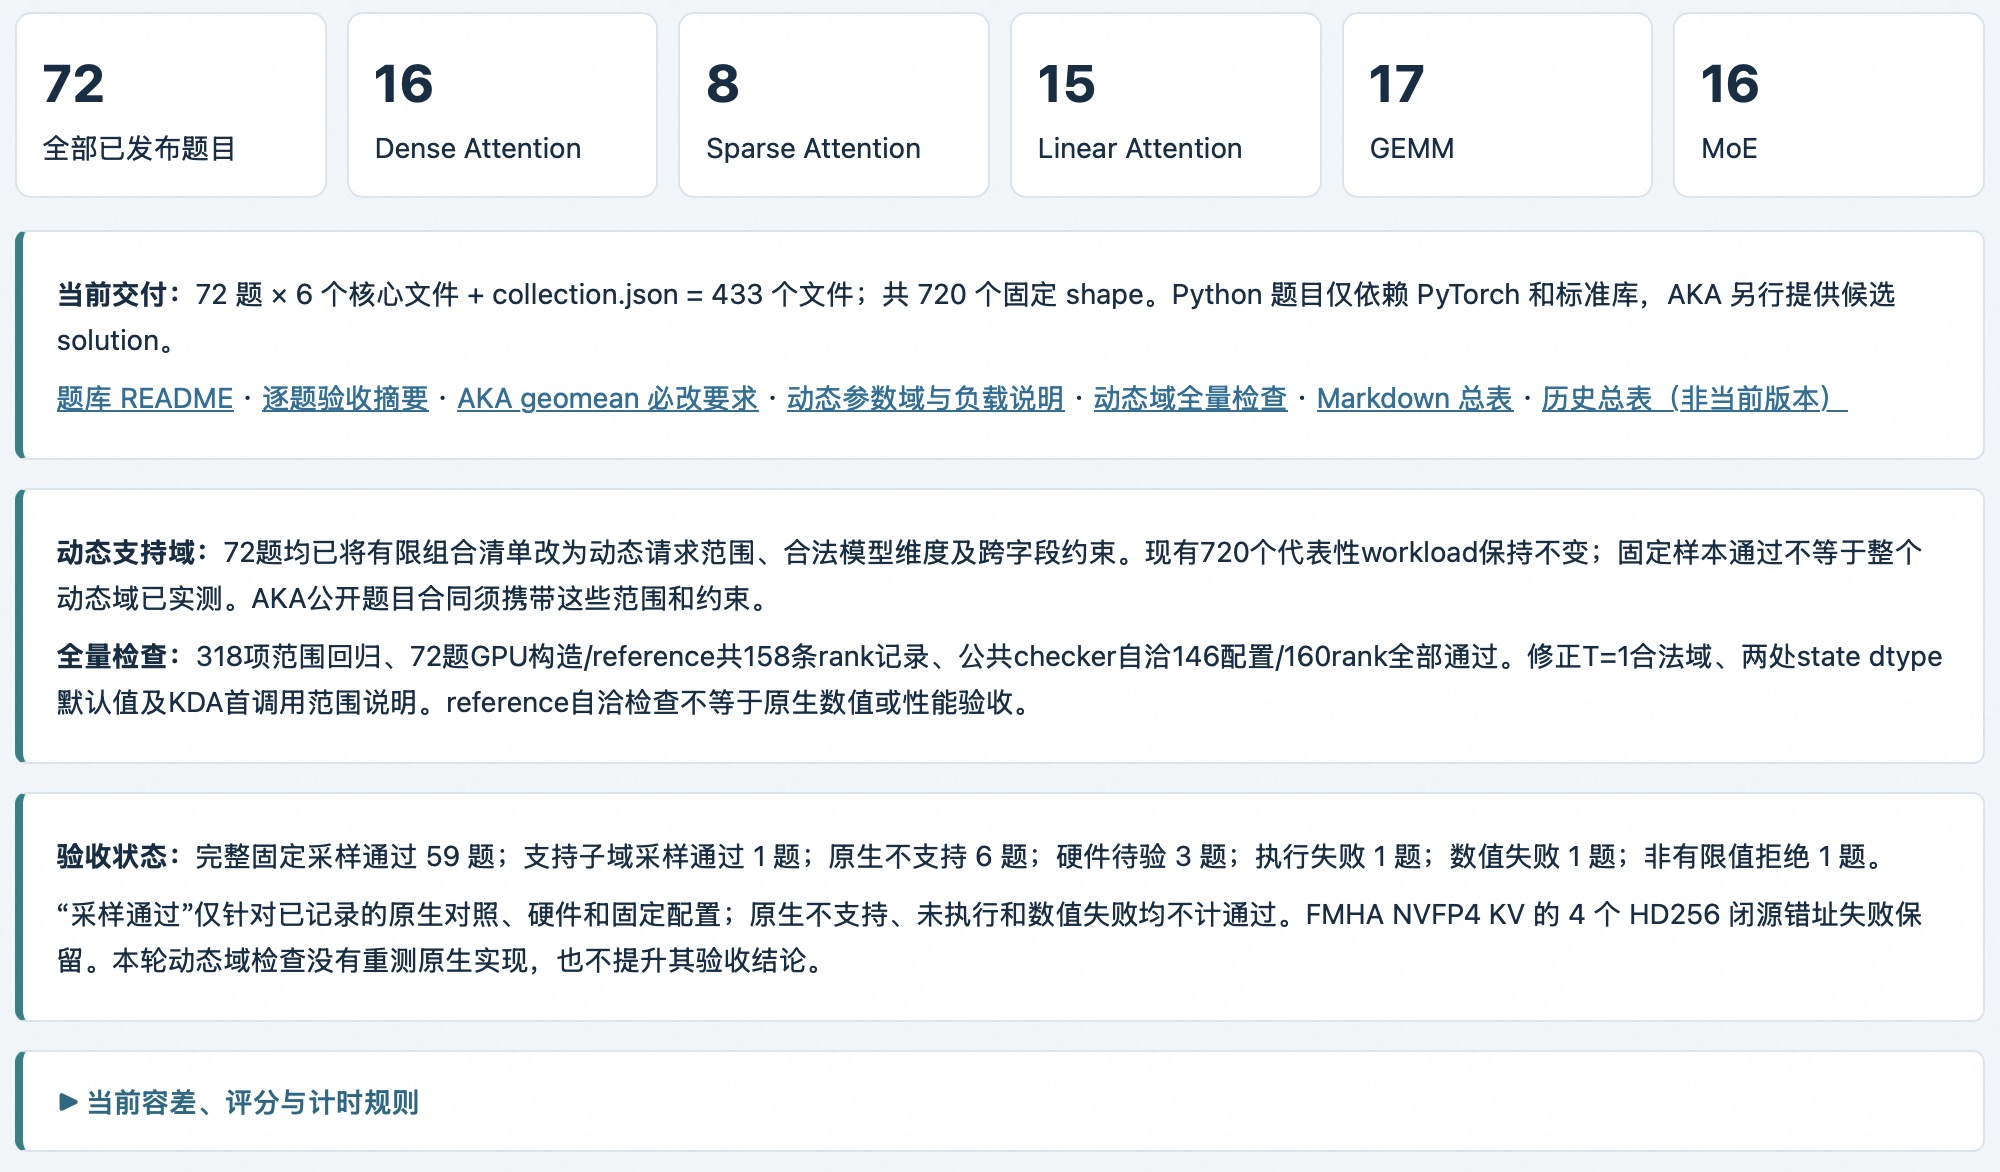 72
全部已发布题目
16
Dense Attention
8
Sparse Attention
15
Linear Attention
17
GEMM
16
MoE
当前交付：72 题 × 6 个核心文件 + collection.json = 433 个文件；共 720 个固定 shape。Python 题目仅依赖 PyTorch 和标准库，AKA 另行提供候选
solution。
题库 README · 逐题验收摘要 · AKA geomean 必改要求 · 动态参数域与负载说明 · 动态域全量检查 · Markdown 总表 · 历史总表（非当前版本）
动态支持域：72题均已将有限组合清单改为动态请求范围、合法模型维度及跨字段约束。现有720个代表性workload保持不变；固定样本通过不等于整个
动态域已实测。AKA公开题目合同须携带这些范围和约束。
全量检查：318项范围回归、72题GPU构造/reference共158条rank记录、公共checker自洽146配置/160rank全部通过。修正T=1合法域、两处state dtype
默认值及KDA首调用范围说明。reference自洽检查不等于原生数值或性能验收。
验收状态：完整固定采样通过 59 题；支持子域采样通过 1 题；原生不支持 6 题；硬件待验 3 题；执行失败 1 题；数值失败 1 题；非有限值拒绝 1 题。
“采样通过”仅针对已记录的原生对照、硬件和固定配置；原生不支持、未执行和数值失败均不计通过。FMHA NVFP4 KV 的 4 个 HD256 闭源错址失败保
留。本轮动态域检查没有重测原生实现，也不提升其验收结论。
▶ 当前容差、评分与计时规则